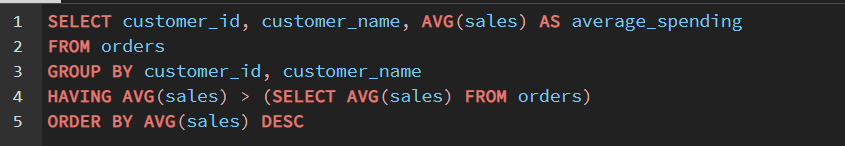 1 SELECT customer_id, customer_name, AVG(sales) AS average_spending
2 FROM orders
3 GROUP BY customer_id, customer_name
4 HAVING AVG(sales) > (SELECT AVG(sales) FROM orders)
5 ORDER BY AVG(sales) DESC